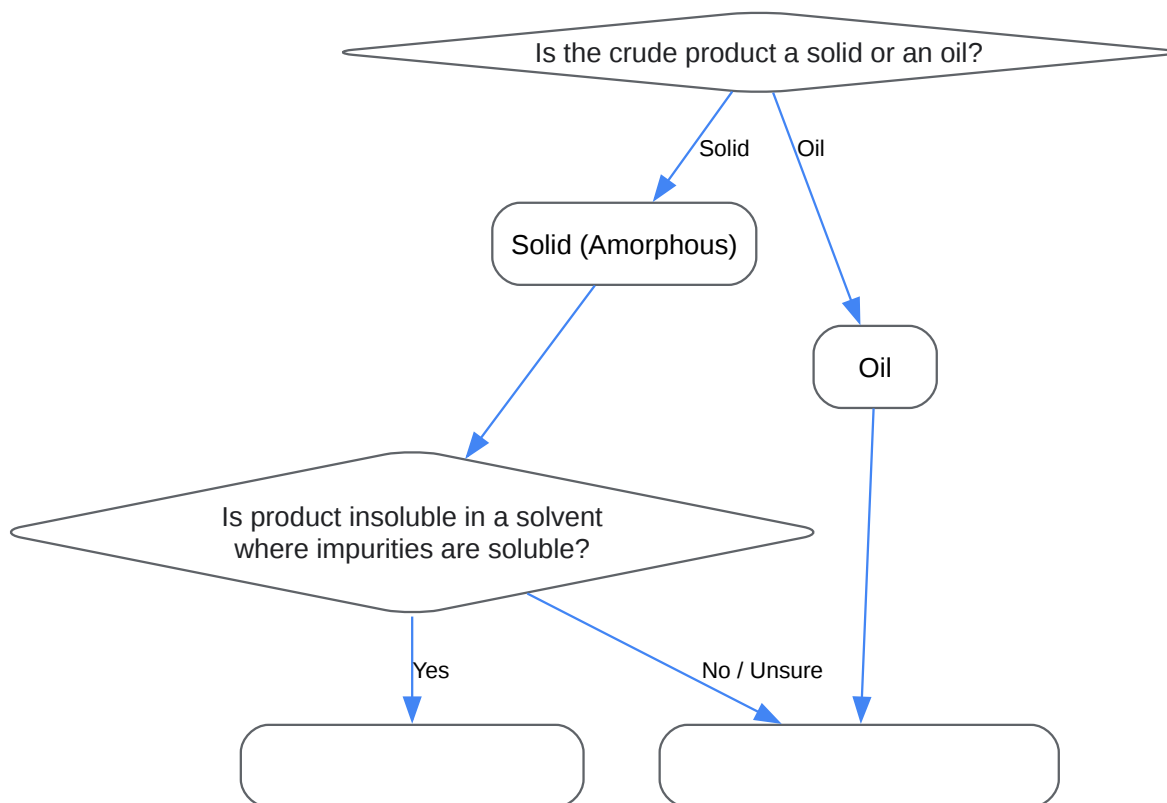 Is the crude product a solid or an oil?
Solid
Oil
Solid (Amorphous)
Oil
Is product insoluble in a solvent
where impurities are soluble?
Yes
No / Unsure